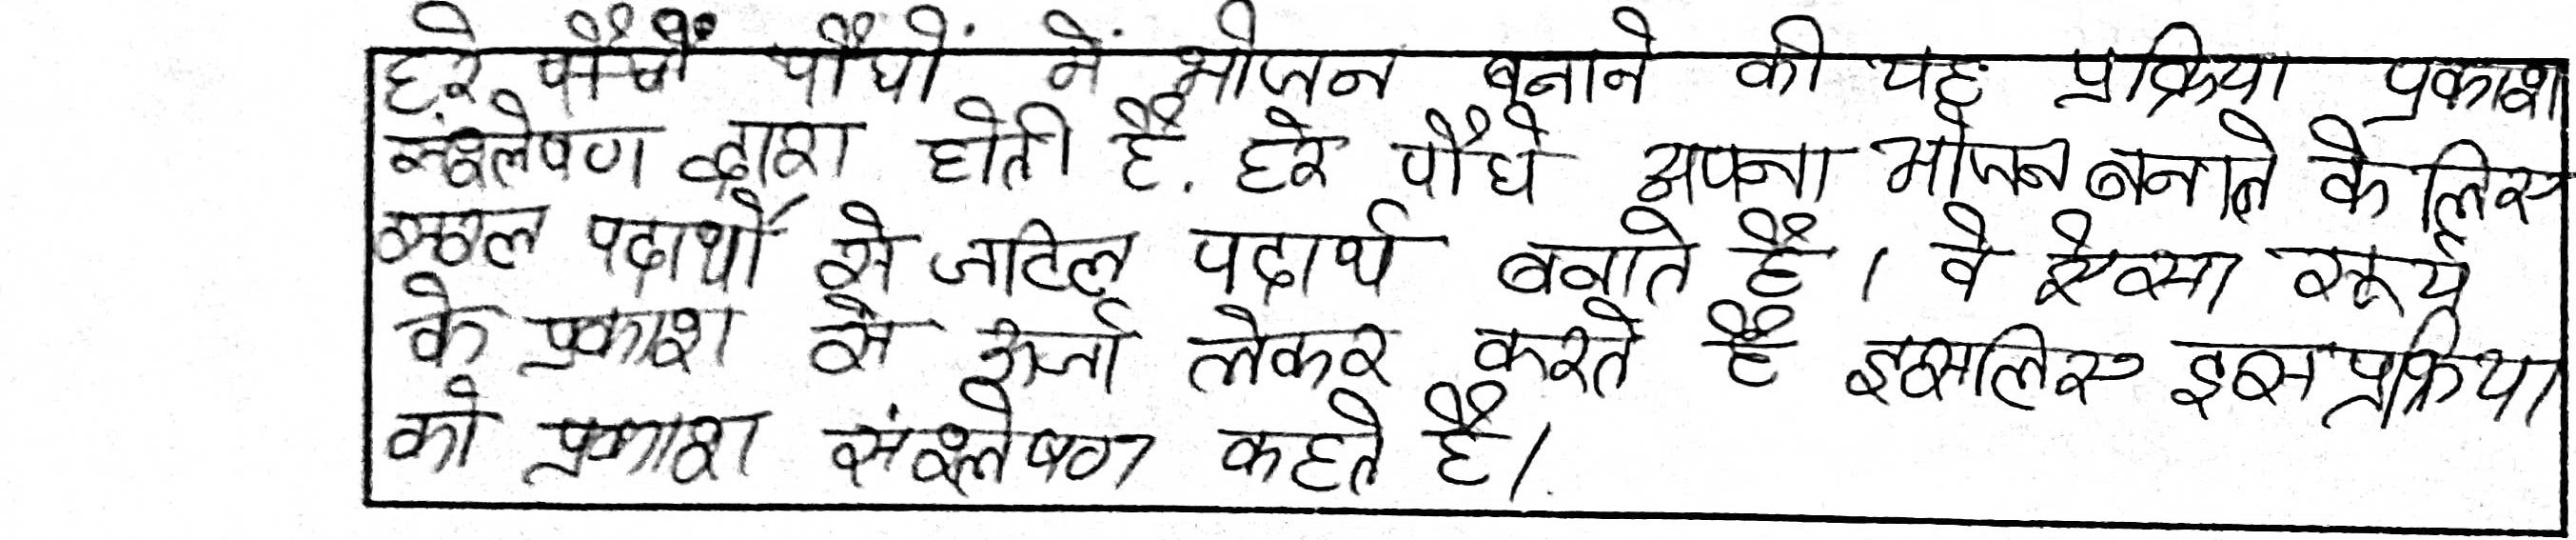 हरे पौधों पौधों में भोजन बनाने की यह प्रक्रिया प्रकाश
संश्लेषण द्वारा होती है. हरे पौधे अपना भोजन बनाने के लिए
सरल पदार्थों से जटिल पदार्थ बनाते हैं। वे ऐसा सूर्य
के प्रकाश से ऊर्जा लेकर करते हैं इसलिए इस प्रक्रिया
को प्रकाश संश्लेषण कहते हैं।